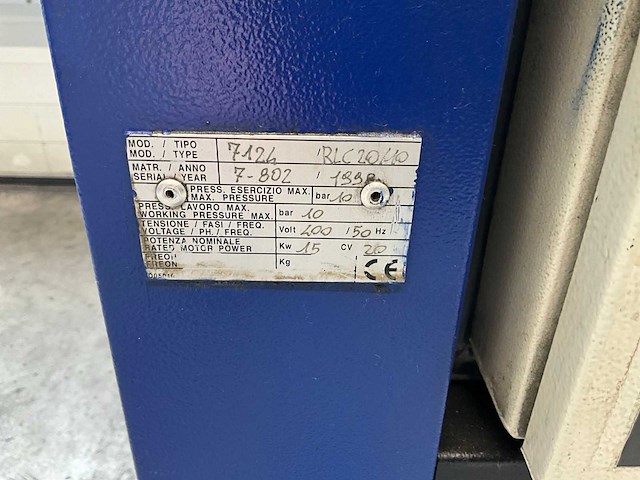 MOD. / TIPO
MOD. / TYPE 7124 / RLC 20/10
MATR. / ANNO
SERIAL / YEAR 7-802 / 1998
PRESS. ESERCIZIO MAX.
MAX. PRESSURE bar 10
PRESS. LAVORO MAX.
WORKING PRESSURE MAX. bar 10
TENSIONE / FASI / FREQ.
VOLTAGE / PH. / FREQ. Volt 400 / 50 Hz
POTENZA NOMINALE
RATED MOTOR POWER Kw 15 CV 20
FREON
FREON Kg
CE